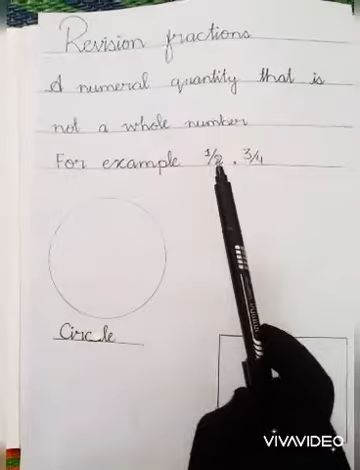 Revision fractions
A numeral quantity that is
not a whole number
For example 1/2 . 3/4
Circle
VIVAVIDEO